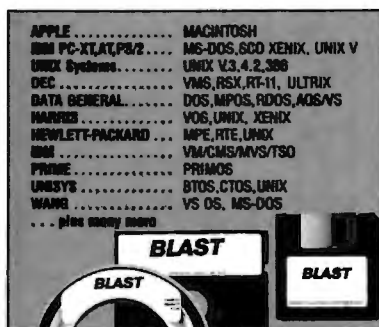 APPLE ............. MACINTOSH
IBM PC-XT,AT,PS/2 .... MS-DOS,SCO XENIX, UNIX V
UNIX Systems ........ UNIX V.3,4.2,386
DEC ................ VMS,RSX,RT-11, ULTRIX
DATA GENERAL ....... DOS,MPOS,RDOS,AOS/VS
HARRIS ............. VOS,UNIX, XENIX
HEWLETT-PACKARD ... MPE,RTE,UNIX
IBM ................ VM/CMS/MVS/TSO
PRIME .............. PRIMOS
UNISYS ............. BTOS,CTOS,UNIX
WANG .............. VS OS, MS-DOS
. . . plus many more
BLAST
BLAST
BLAST